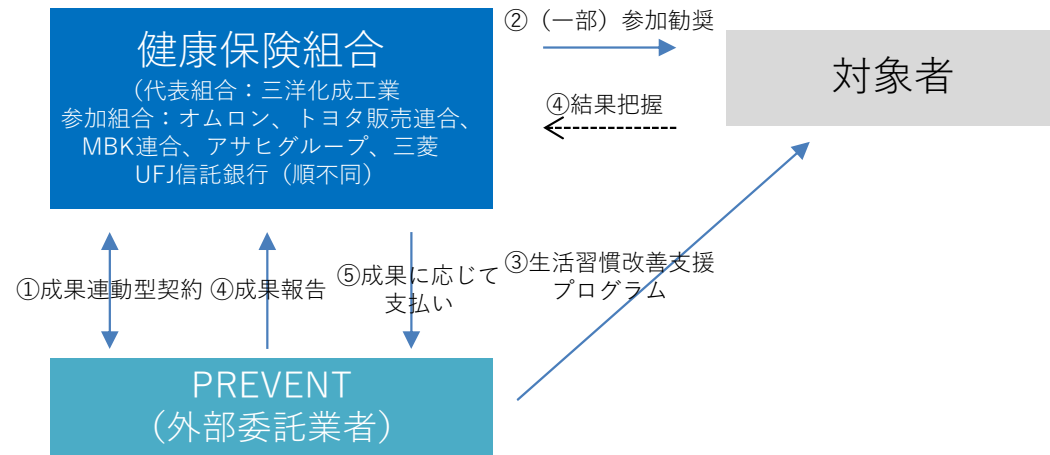 ②（一部）参加勧奨
健康保険組合
（代表組合：三洋化成工業
参加組合：オムロン、トヨタ販売連合、
MBK連合、アサヒグループ、三菱
UFJ信託銀行（順不同）
対象者
④結果把握
①成果連動型契約
④成果報告
⑤成果に応じて
支払い
③生活習慣改善支援
プログラム
PREVENT
（外部委託業者）